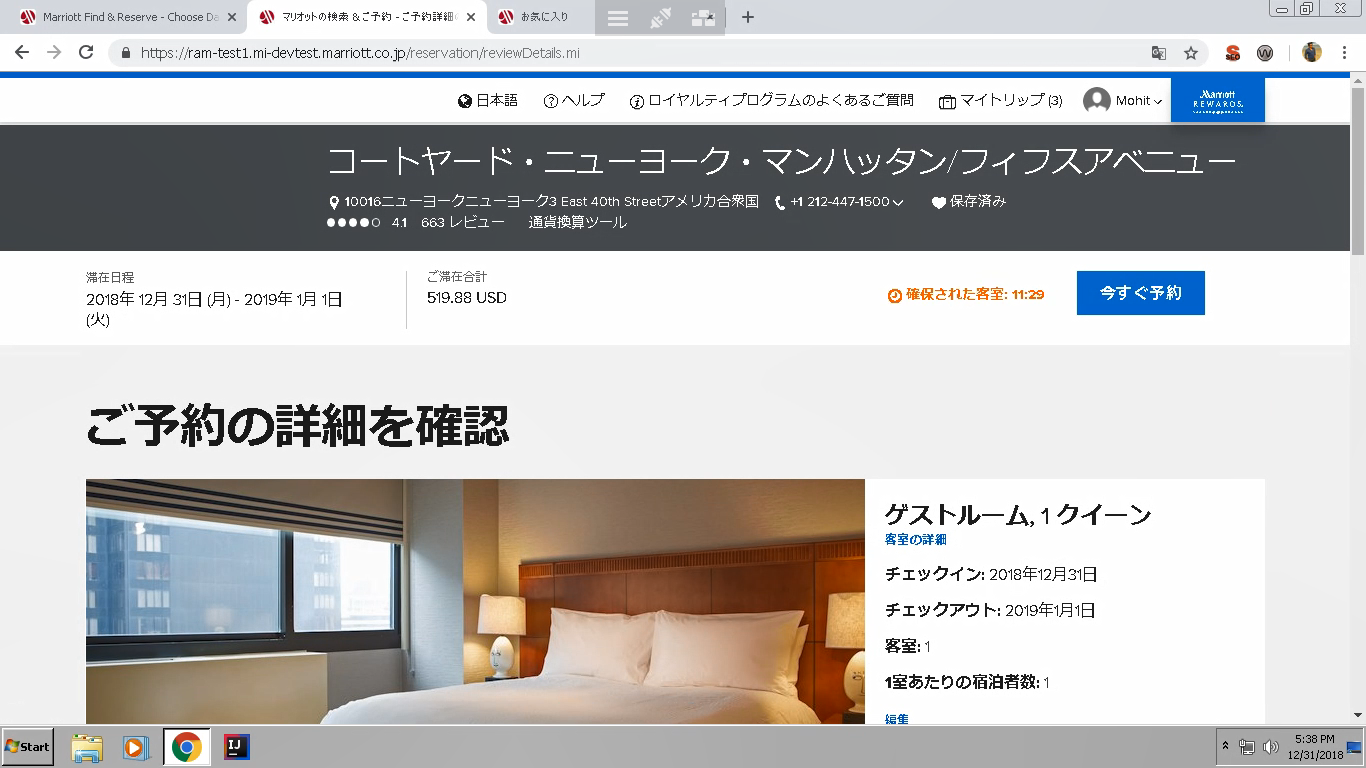 Marriott Find & Reserve - Choose Da
マリオットの検索 & ご予約 - ご予約詳細の
お気に入り
https://ram-test1.mi-devtest.marriott.co.jp/reservation/reviewDetails.mi
日本語
ヘルプ
ロイヤルティプログラムのよくあるご質問
マイトリップ (3)
Mohit
Marriott
REWARDS.
コートヤード・ニューヨーク・マンハッタン/フィフスアベニュー
10016ニューヨークニューヨーク3 East 40th Streetアメリカ合衆国
+1 212-447-1500
保存済み
4.1 663 レビュー 通貨換算ツール
滞在日程
2018年 12月 31日 (月) - 2019年 1月 1日
(火)
ご滞在合計
519.88 USD
確保された客室: 11:29
今すぐ予約
ご予約の詳細を確認
ゲストルーム, 1 クイーン
客室の詳細
チェックイン: 2018年12月31日
チェックアウト: 2019年1月1日
客室: 1
1室あたりの宿泊者数: 1
編集
Start
IJ
5:38 PM
12/31/2018